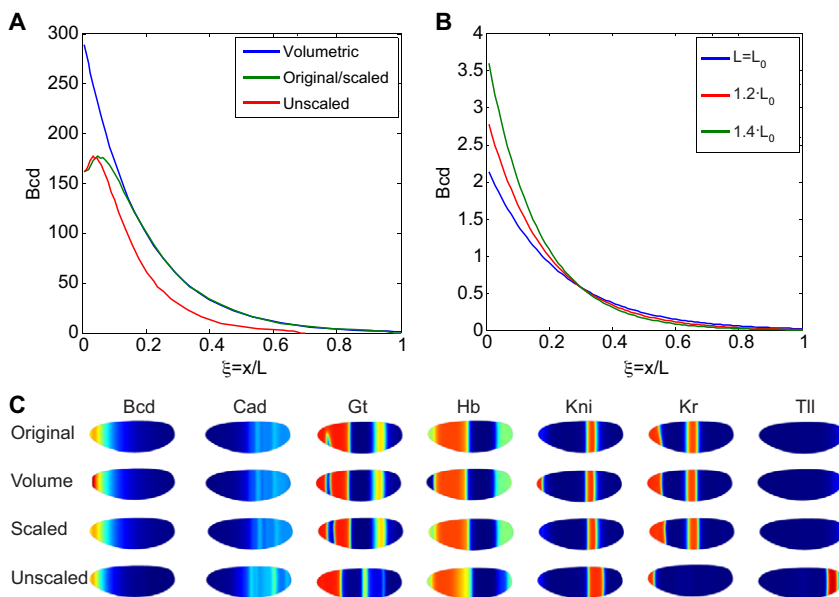 A
B
300
250
200
150
100
50
0
Bcd
0
0.2
0.4
0.6
0.8
1
ξ=x/L
Volumetric
Original/scaled
Unscaled
4
3.5
3
2.5
2
1.5
1
0.5
0
Bcd
0
0.2
0.4
0.6
0.8
1
ξ=x/L
L=L₀
1.2·L₀
1.4·L₀
C
Bcd Cad Gt Hb Kni Kr Tll
Original
Volume
Scaled
Unscaled